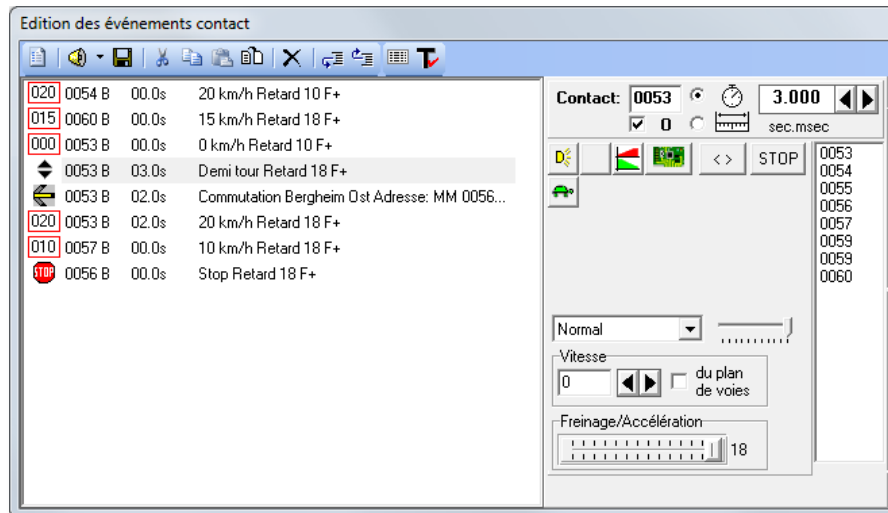 Edition des événements contact
020 0054 B 00.0s 20 km/h Retard 10 F+
015 0060 B 00.0s 15 km/h Retard 18 F+
000 0053 B 00.0s 0 km/h Retard 10 F+
0053 B 03.0s Demi tour Retard 18 F+
0053 B 02.0s Commutation Bergheim Ost Adresse: MM 0056...
020 0053 B 02.0s 20 km/h Retard 18 F+
010 0057 B 00.0s 10 km/h Retard 18 F+
STOP 0056 B 00.0s Stop Retard 18 F+
Contact: 0053 3.000
0 sec.msec
D < > STOP
0053
0054
0055
0056
0057
0059
0059
0060
Normal
Vitesse
0 du plan
de voies
Freinage/Accélération
18